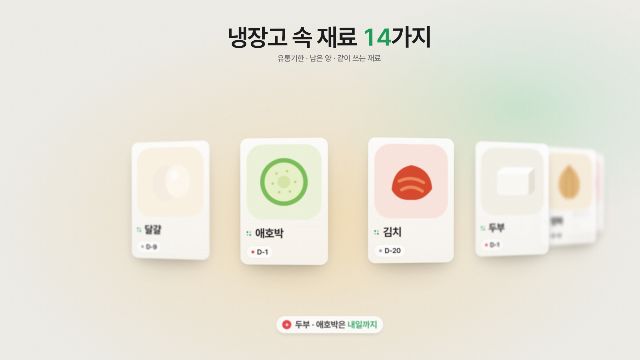 냉장고 속 재료 14가지
유통기한 · 남은 양 · 같이 쓰는 재료
달걀
D-9
애호박
D-1
김치
D-20
두부
D-1
두부 · 애호박은 내일까지